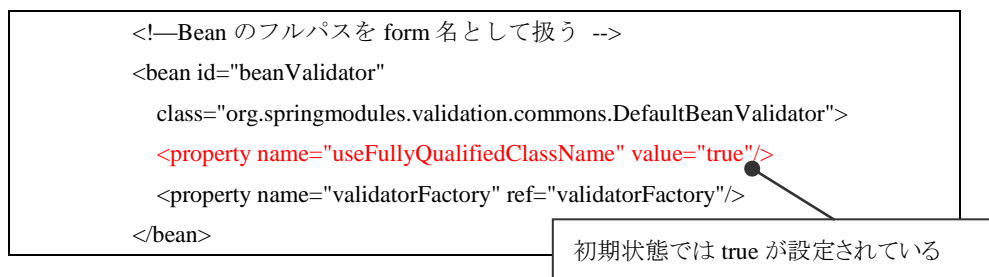 <!—Bean のフルパスを form 名として扱う -->
<bean id="beanValidator"
class="org.springmodules.validation.commons.DefaultBeanValidator">
<property name="useFullyQualifiedClassName" value="true"/>
<property name="validatorFactory" ref="validatorFactory"/>
</bean>
初期状態では true が設定されている